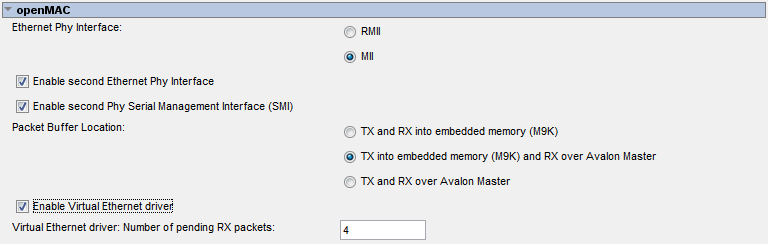 openMAC
Ethernet Phy Interface:
RMII
MII
Enable second Ethernet Phy Interface
Enable second Phy Serial Management Interface (SMI)
Packet Buffer Location:
TX and RX into embedded memory (M9K)
TX into embedded memory (M9K) and RX over Avalon Master
TX and RX over Avalon Master
Enable Virtual Ethernet driver
Virtual Ethernet driver: Number of pending RX packets: 4